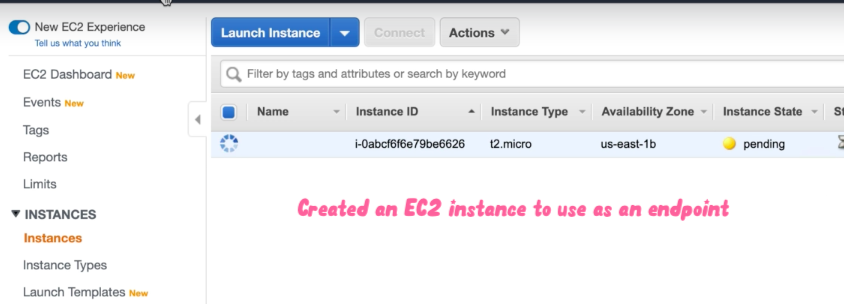 New EC2 Experience
Tell us what you think
EC2 Dashboard New
Events New
Tags
Reports
Limits
INSTANCES
Instances
Instance Types
Launch Templates New
Launch Instance Connect Actions
Filter by tags and attributes or search by keyword
Name Instance ID Instance Type Availability Zone Instance State St
i-0abcf6f6e79be6626 t2.micro us-east-1b pending
Created an EC2 instance to use as an endpoint